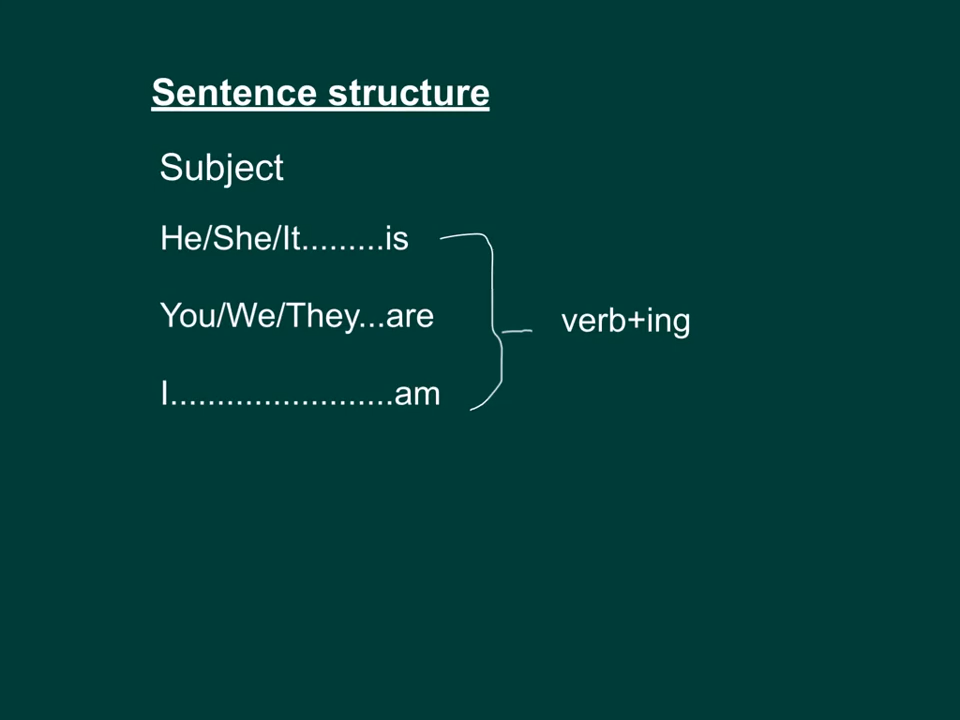 Sentence structure
Subject
He/She/It.........is
You/We/They...are
verb+ing
I........................am